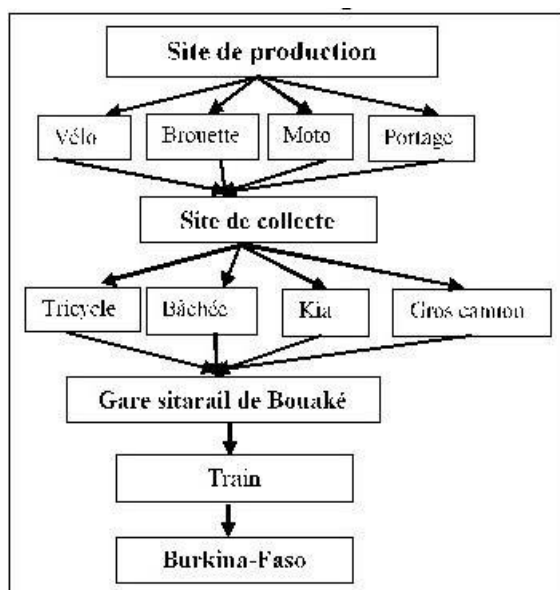 Site de production
Vélo Brouette Moto Portage
Site de collecte
Tricycle Bâchée Kia Gros camion
Gare sitarail de Bouaké
Train
Burkina-Faso